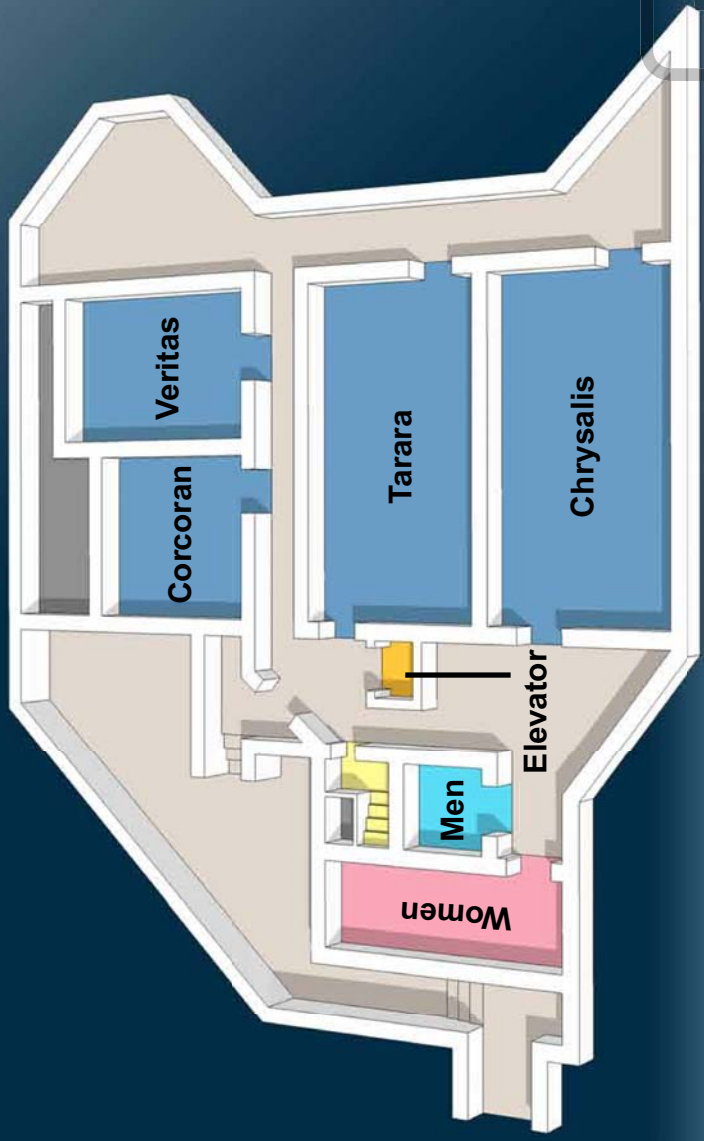 Veritas
Corcoran
Tarara
Chrysalis
Elevator
Men
Women